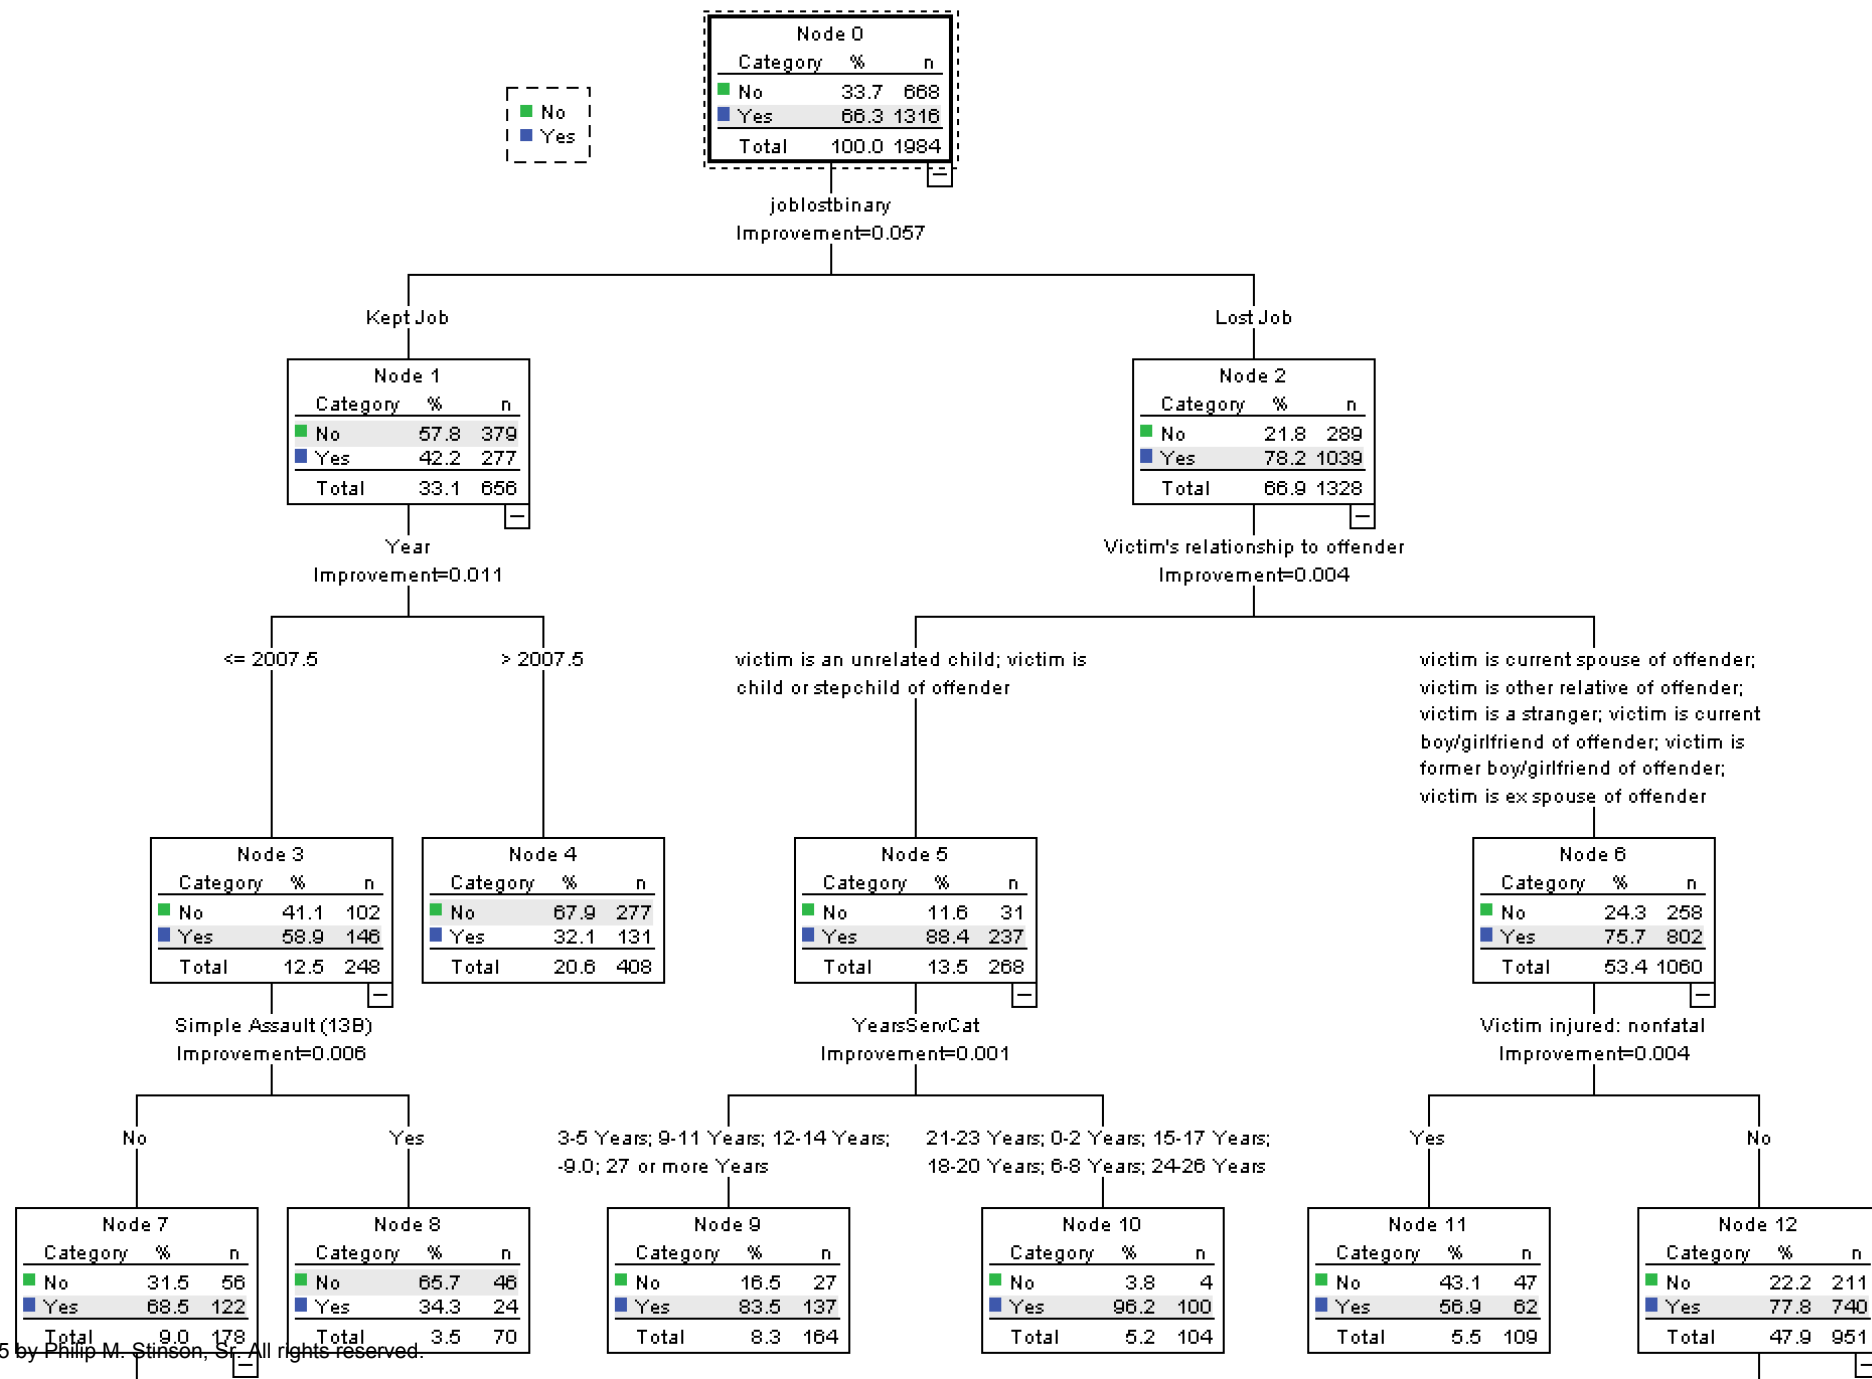 Node 0
Category % n
No 33.7 668
Yes 66.3 1316
Total 100.0 1984
No
Yes
joblostbinary
Improvement=0.057
Kept Job
Lost Job
Node 1
Category % n
No 57.8 379
Yes 42.2 277
Total 33.1 656
Node 2
Category % n
No 21.8 289
Yes 78.2 1039
Total 66.9 1328
Year
Improvement=0.011
Victim's relationship to offender
Improvement=0.004
<= 2007.5
> 2007.5
victim is an unrelated child; victim is
child or stepchild of offender
victim is current spouse of offender;
victim is other relative of offender;
victim is a stranger; victim is current
boy/girlfriend of offender; victim is
former boy/girlfriend of offender;
victim is ex spouse of offender
Node 3
Category % n
No 41.1 102
Yes 58.9 146
Total 12.5 248
Node 4
Category % n
No 67.9 277
Yes 32.1 131
Total 20.6 408
Node 5
Category % n
No 11.6 31
Yes 88.4 237
Total 13.5 268
Node 6
Category % n
No 24.3 258
Yes 75.7 802
Total 53.4 1060
Simple Assault (13B)
Improvement=0.006
YearsServCat
Improvement=0.001
Victim injured: nonfatal
Improvement=0.004
No
Yes
3-5 Years; 9-11 Years; 12-14 Years;
-9.0; 27 or more Years
21-23 Years; 0-2 Years; 15-17 Years;
18-20 Years; 6-8 Years; 24-26 Years
Yes
No
Node 7
Category % n
No 31.5 56
Yes 68.5 122
Total 9.0 178
Node 8
Category % n
No 65.7 46
Yes 34.3 24
Total 3.5 70
Node 9
Category % n
No 16.5 27
Yes 83.5 137
Total 8.3 164
Node 10
Category % n
No 3.8 4
Yes 96.2 100
Total 5.2 104
Node 11
Category % n
No 43.1 47
Yes 56.9 62
Total 5.5 109
Node 12
Category % n
No 22.2 211
Yes 77.8 740
Total 47.9 951
5 by Philip M. Stinson, Sr. All rights reserved.